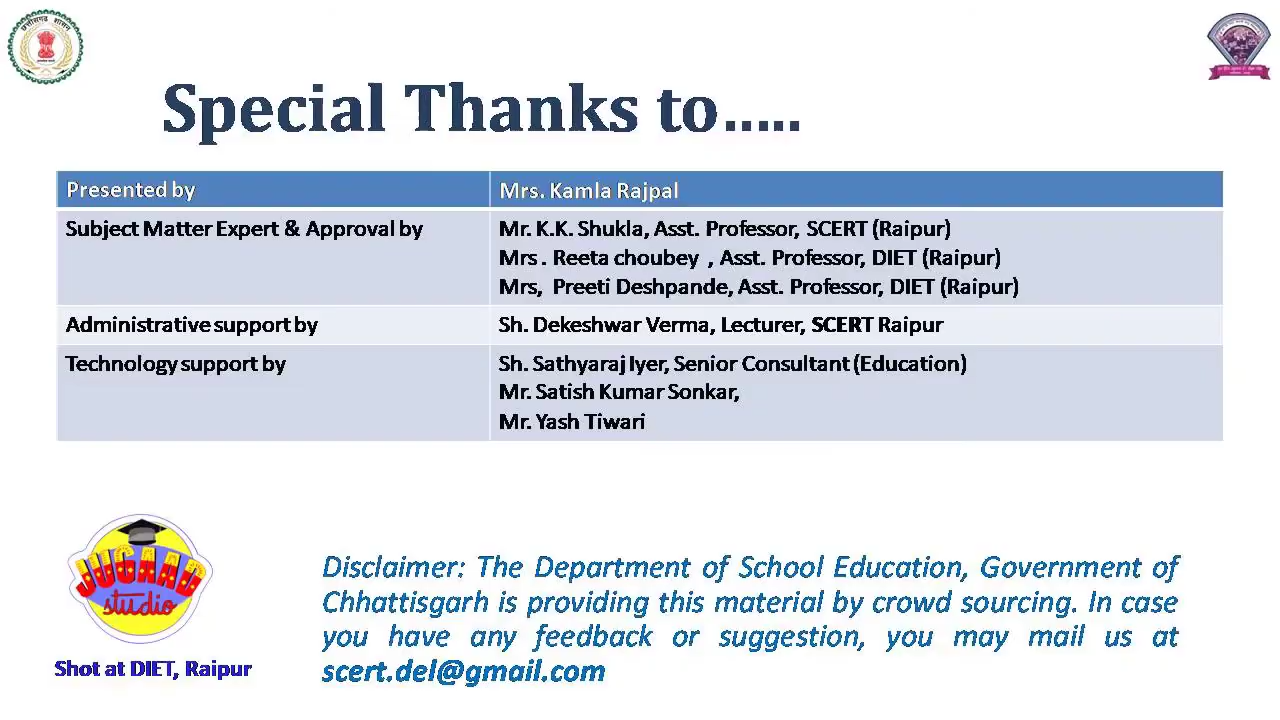 छत्तीसगढ़ शासन
Special Thanks to.....
Presented by
Mrs. Kamla Rajpal
Subject Matter Expert & Approval by
Mr. K.K. Shukla, Asst. Professor, SCERT (Raipur)
Mrs . Reeta choubey , Asst. Professor, DIET (Raipur)
Mrs, Preeti Deshpande, Asst. Professor, DIET (Raipur)
Administrative support by
Sh. Dekeshwar Verma, Lecturer, SCERT Raipur
Technology support by
Sh. Sathyaraj Iyer, Senior Consultant (Education)
Mr. Satish Kumar Sonkar,
Mr. Yash Tiwari
JUGAAD
studio
Shot at DIET, Raipur
Disclaimer: The Department of School Education, Government of
Chhattisgarh is providing this material by crowd sourcing. In case
you have any feedback or suggestion, you may mail us at
scert.del@gmail.com